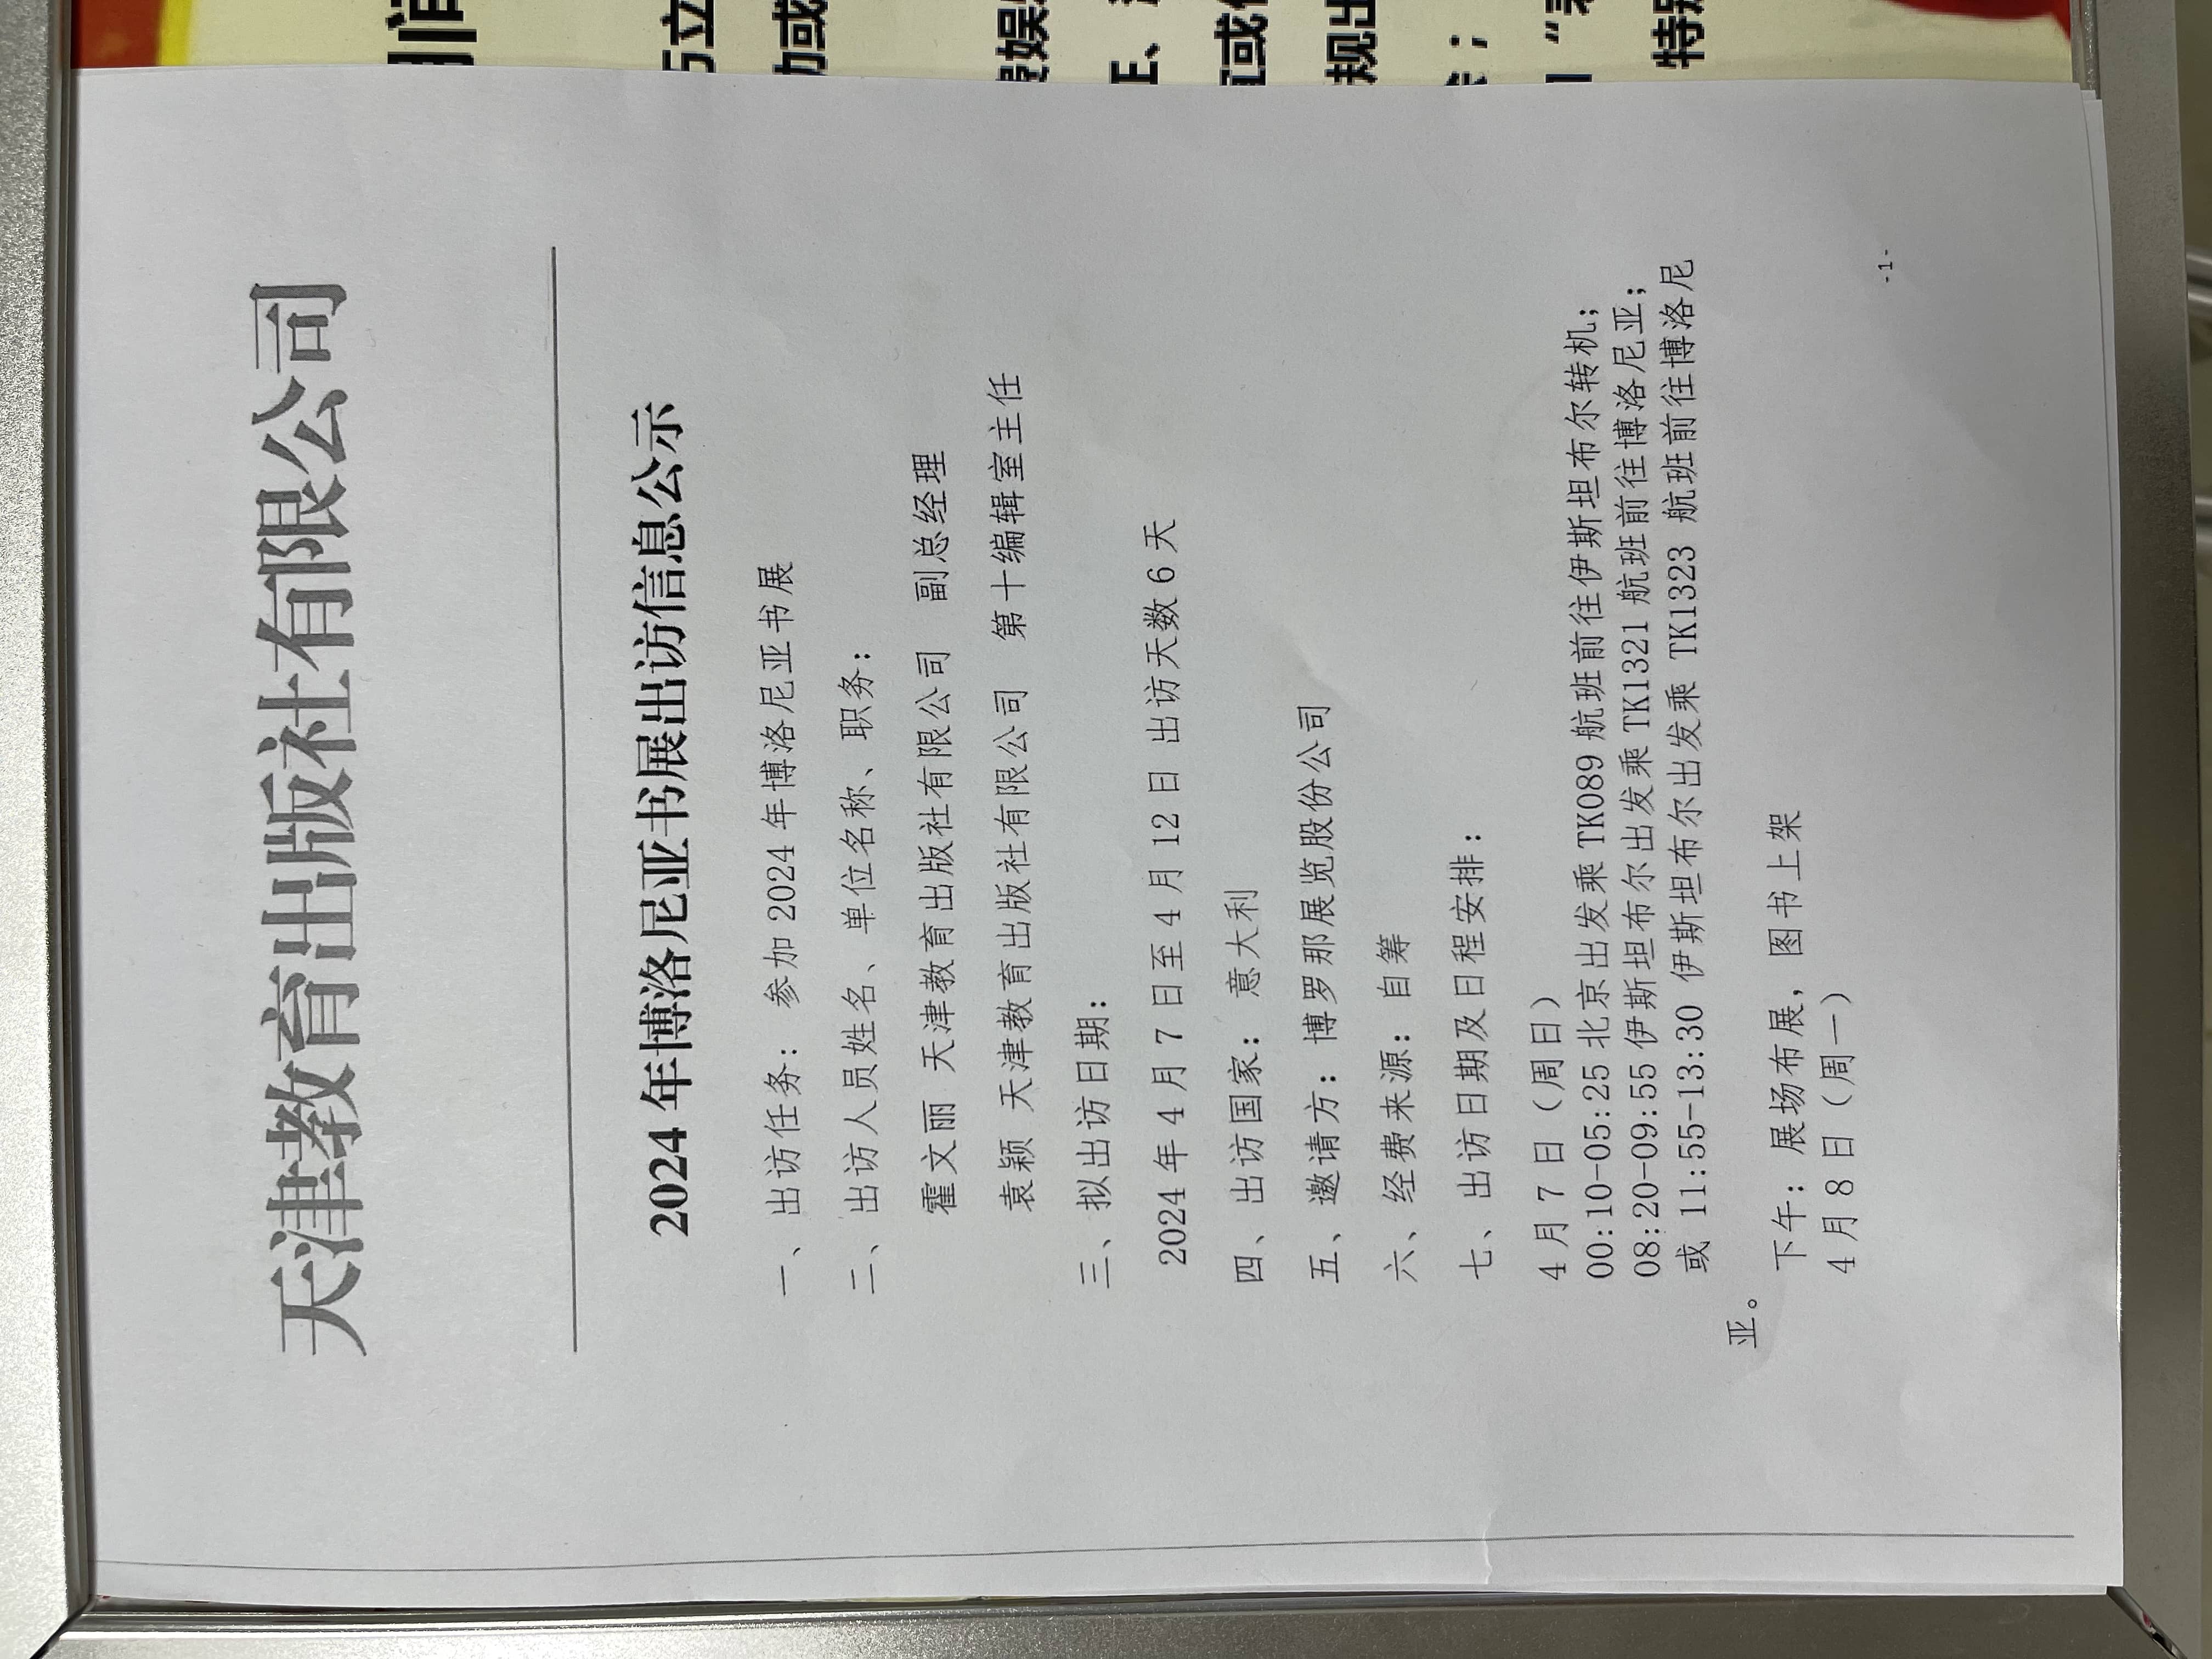 天津教育出版社有限公司
2024 年博洛尼亚书展出访信息公示
一、出访任务： 参加 2024 年博洛尼亚书展
二、出访人员姓名、单位名称、职务：
霍文丽 天津教育出版社有限公司 副总经理
袁颖 天津教育出版社有限公司 第十编辑室主任
三、拟出访日期：
2024 年 4 月 7 日至 4 月 12 日 出访天数 6 天
四、出访国家： 意大利
五、邀请方：博罗那展览股份公司
六、经费来源：自筹
七、出访日期及日程安排：
4 月 7 日（周日）
00:10-05:25 北京出发乘 TK089 航班前往伊斯坦布尔转机；
08:20-09:55 伊斯坦布尔出发乘 TK1321 航班前往博洛尼亚；
或 11:55-13:30 伊斯坦布尔出发乘 TK1323 航班前往博洛尼
亚。
下午：展场布展，图书上架
4 月 8 日（周一）
- 1 -
间
立
或
娱
、
或
规出
；
“
特别